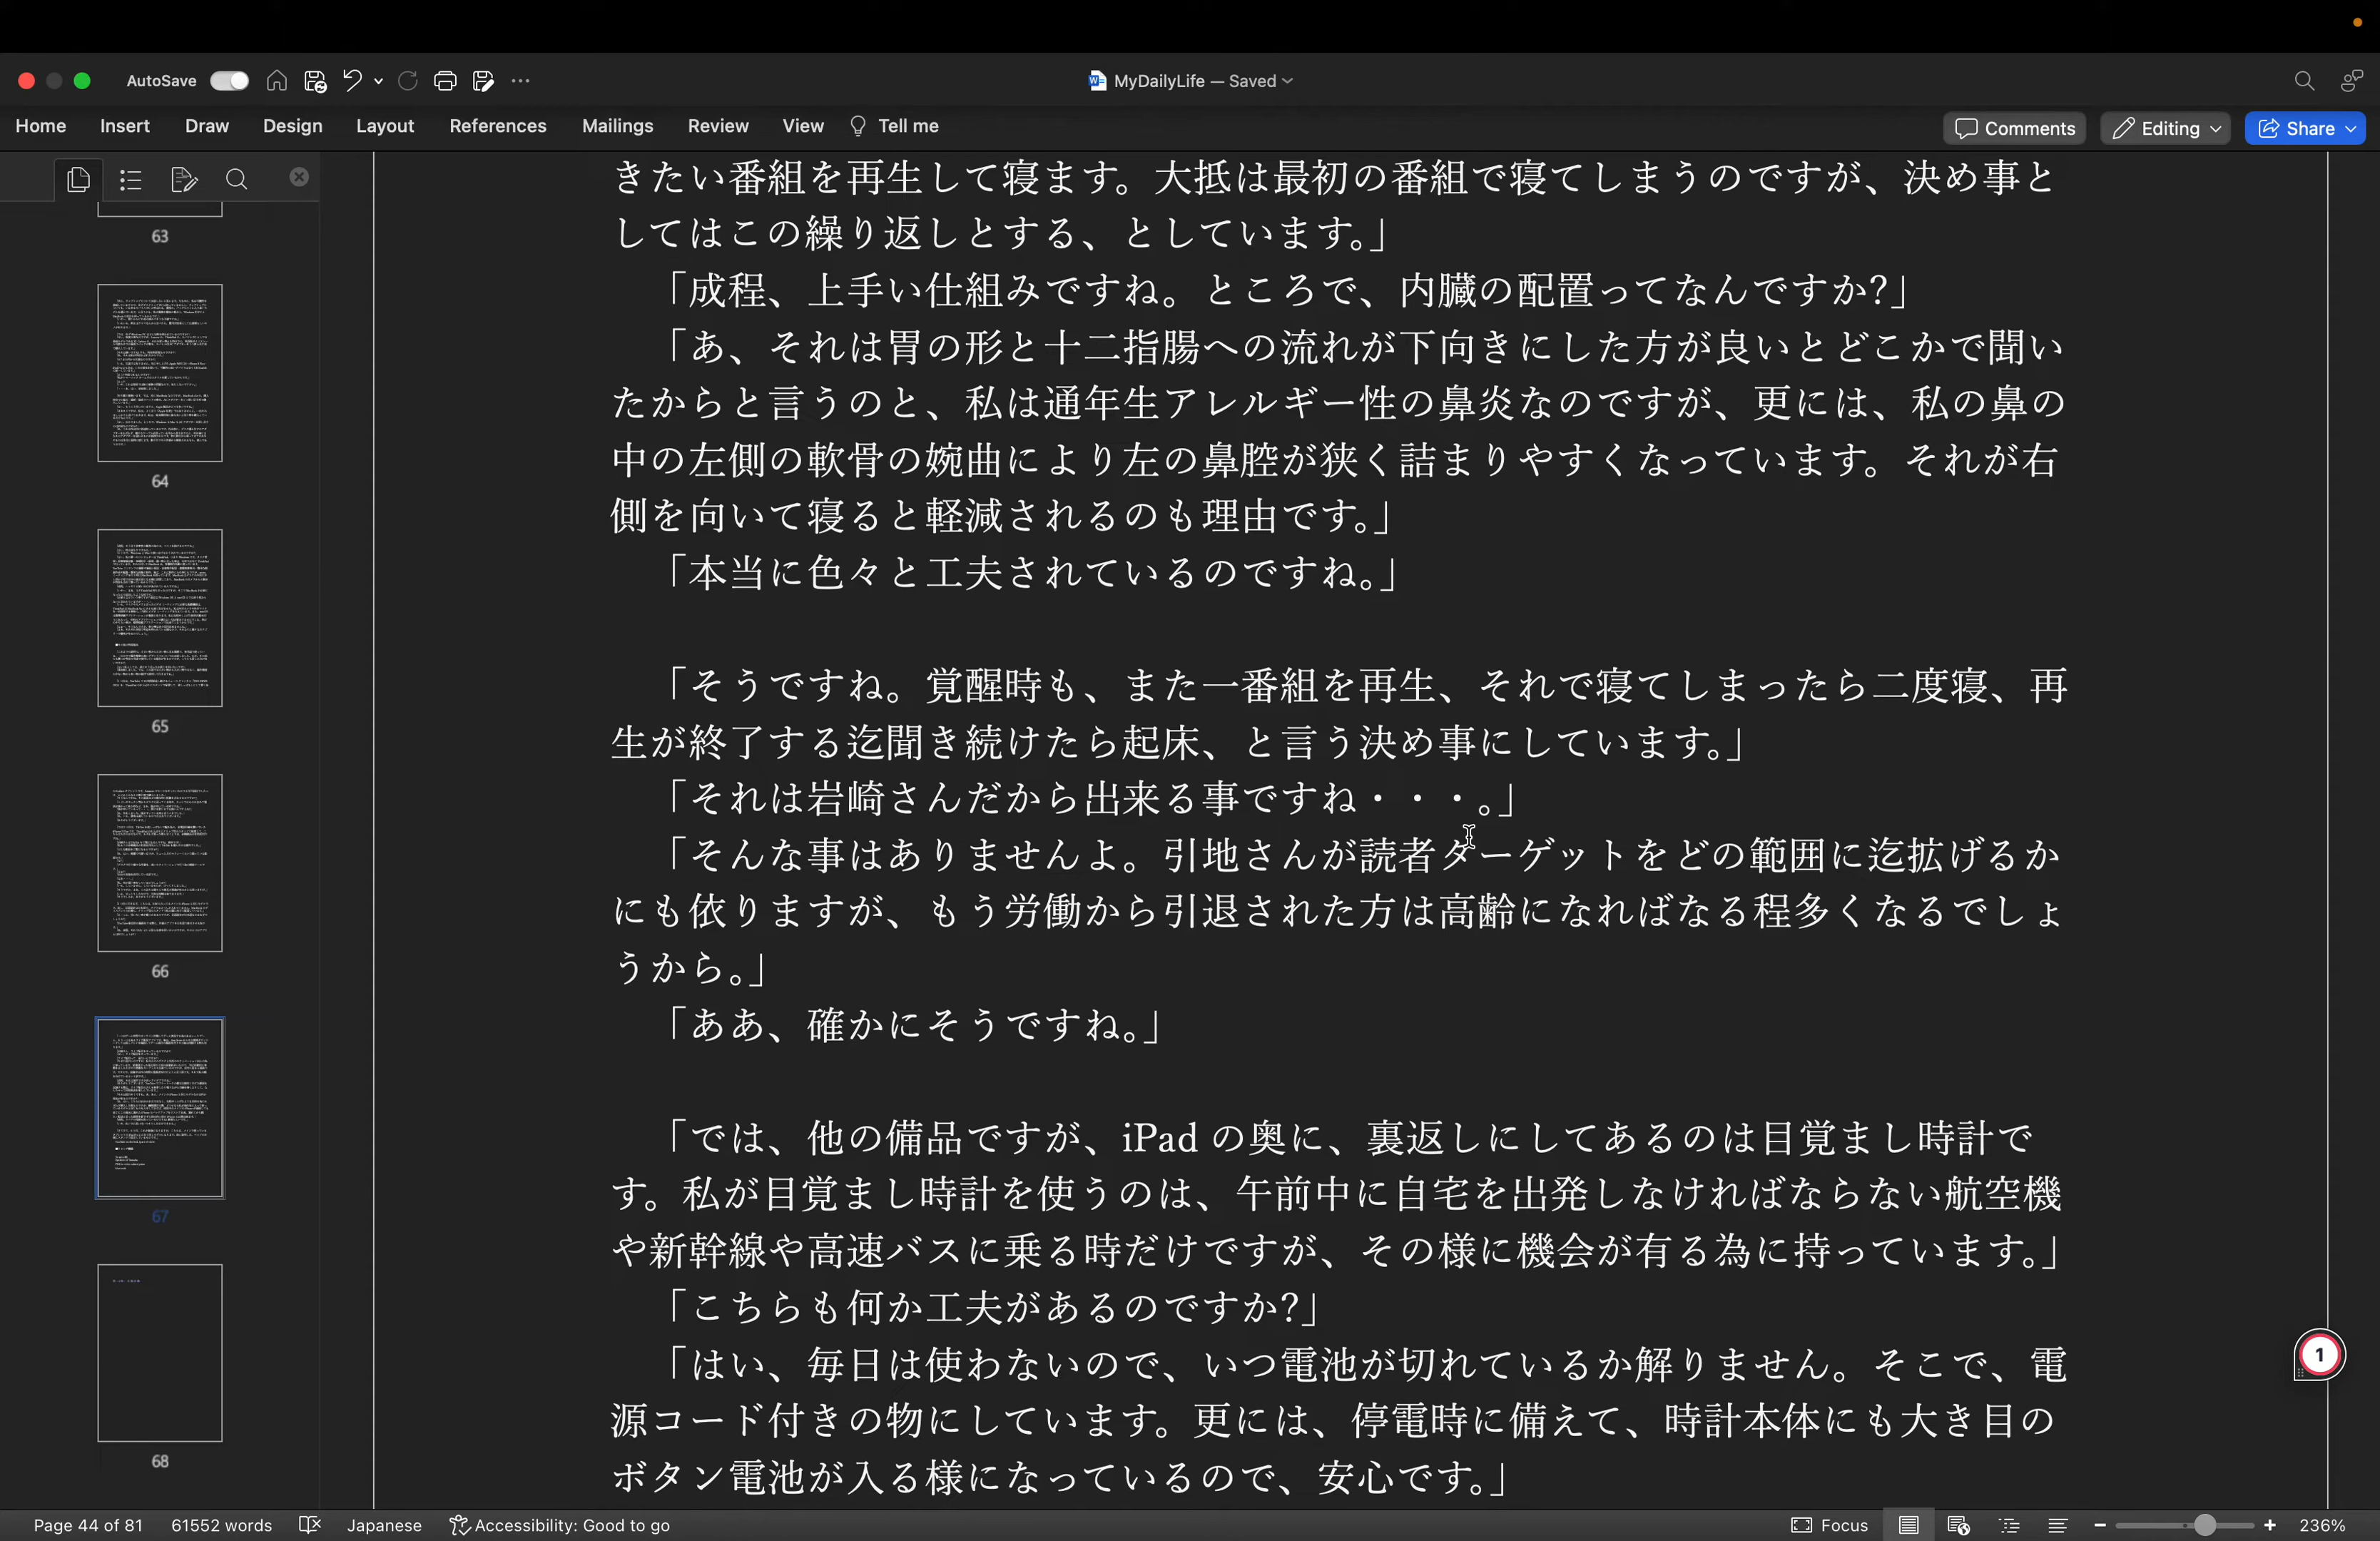 AutoSave
MyDailyLife — Saved
Home Insert Draw Design Layout References Mailings Review View Tell me
Comments Editing Share
63
64
65
66
67
68
きたい番組を再生して寝ます。大抵は最初の番組で寝てしまうのですが、決め事と
してはこの繰り返しとする、としています。」
「成程、上手い仕組みですね。ところで、内臓の配置ってなんですか?」
「あ、それは胃の形と十二指腸への流れが下向きにした方が良いとどこかで聞い
たからと言うのと、私は通年生アレルギー性の鼻炎なのですが、更には、私の鼻の
中の左側の軟骨の婉曲により左の鼻腔が狭く詰まりやすくなっています。それが右
側を向いて寝ると軽減されるのも理由です。」
「本当に色々と工夫されているのですね。」
「そうですね。覚醒時も、また一番組を再生、それで寝てしまったら二度寝、再
生が終了する迄聞き続けたら起床、と言う決め事にしています。」
「それは岩崎さんだから出来る事ですね・・・。」
「そんな事はありませんよ。引地さんが読者ターゲットをどの範囲に迄拡げるか
にも依りますが、もう労働から引退された方は高齢になればなる程多くなるでしょ
うから。」
「ああ、確かにそうですね。」
「では、他の備品ですが、iPad の奥に、裏返しにしてあるのは目覚まし時計で
す。私が目覚まし時計を使うのは、午前中に自宅を出発しなければならない航空機
や新幹線や高速バスに乗る時だけですが、その様に機会が有る為に持っています。」
「こちらも何か工夫があるのですか?」
「はい、毎日は使わないので、いつ電池が切れているか解りません。そこで、電
源コード付きの物にしています。更には、停電時に備えて、時計本体にも大き目の
ボタン電池が入る様になっているので、安心です。」
1
Page 44 of 81 61552 words Japanese Accessibility: Good to go Focus 236%